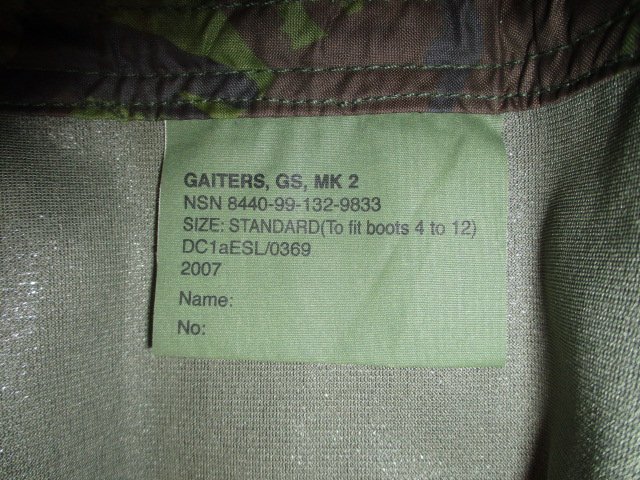 GAITERS, GS, MK 2
NSN 8440-99-132-9833
SIZE: STANDARD(To fit boots 4 to 12)
DC1aESL/0369
2007
Name:
No: